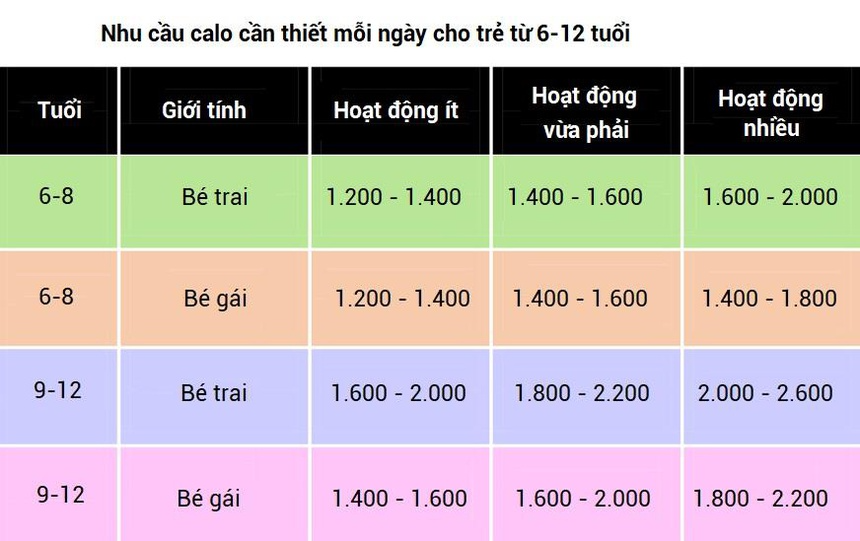 Nhu cầu calo cần thiết mỗi ngày cho trẻ từ 6-12 tuổi
Tuổi Giới tính Hoạt động ít Hoạt động vừa phải Hoạt động nhiều
6-8 Bé trai 1.200 - 1.400 1.400 - 1.600 1.600 - 2.000
6-8 Bé gái 1.200 - 1.400 1.400 - 1.600 1.400 - 1.800
9-12 Bé trai 1.600 - 2.000 1.800 - 2.200 2.000 - 2.600
9-12 Bé gái 1.400 - 1.600 1.600 - 2.000 1.800 - 2.200